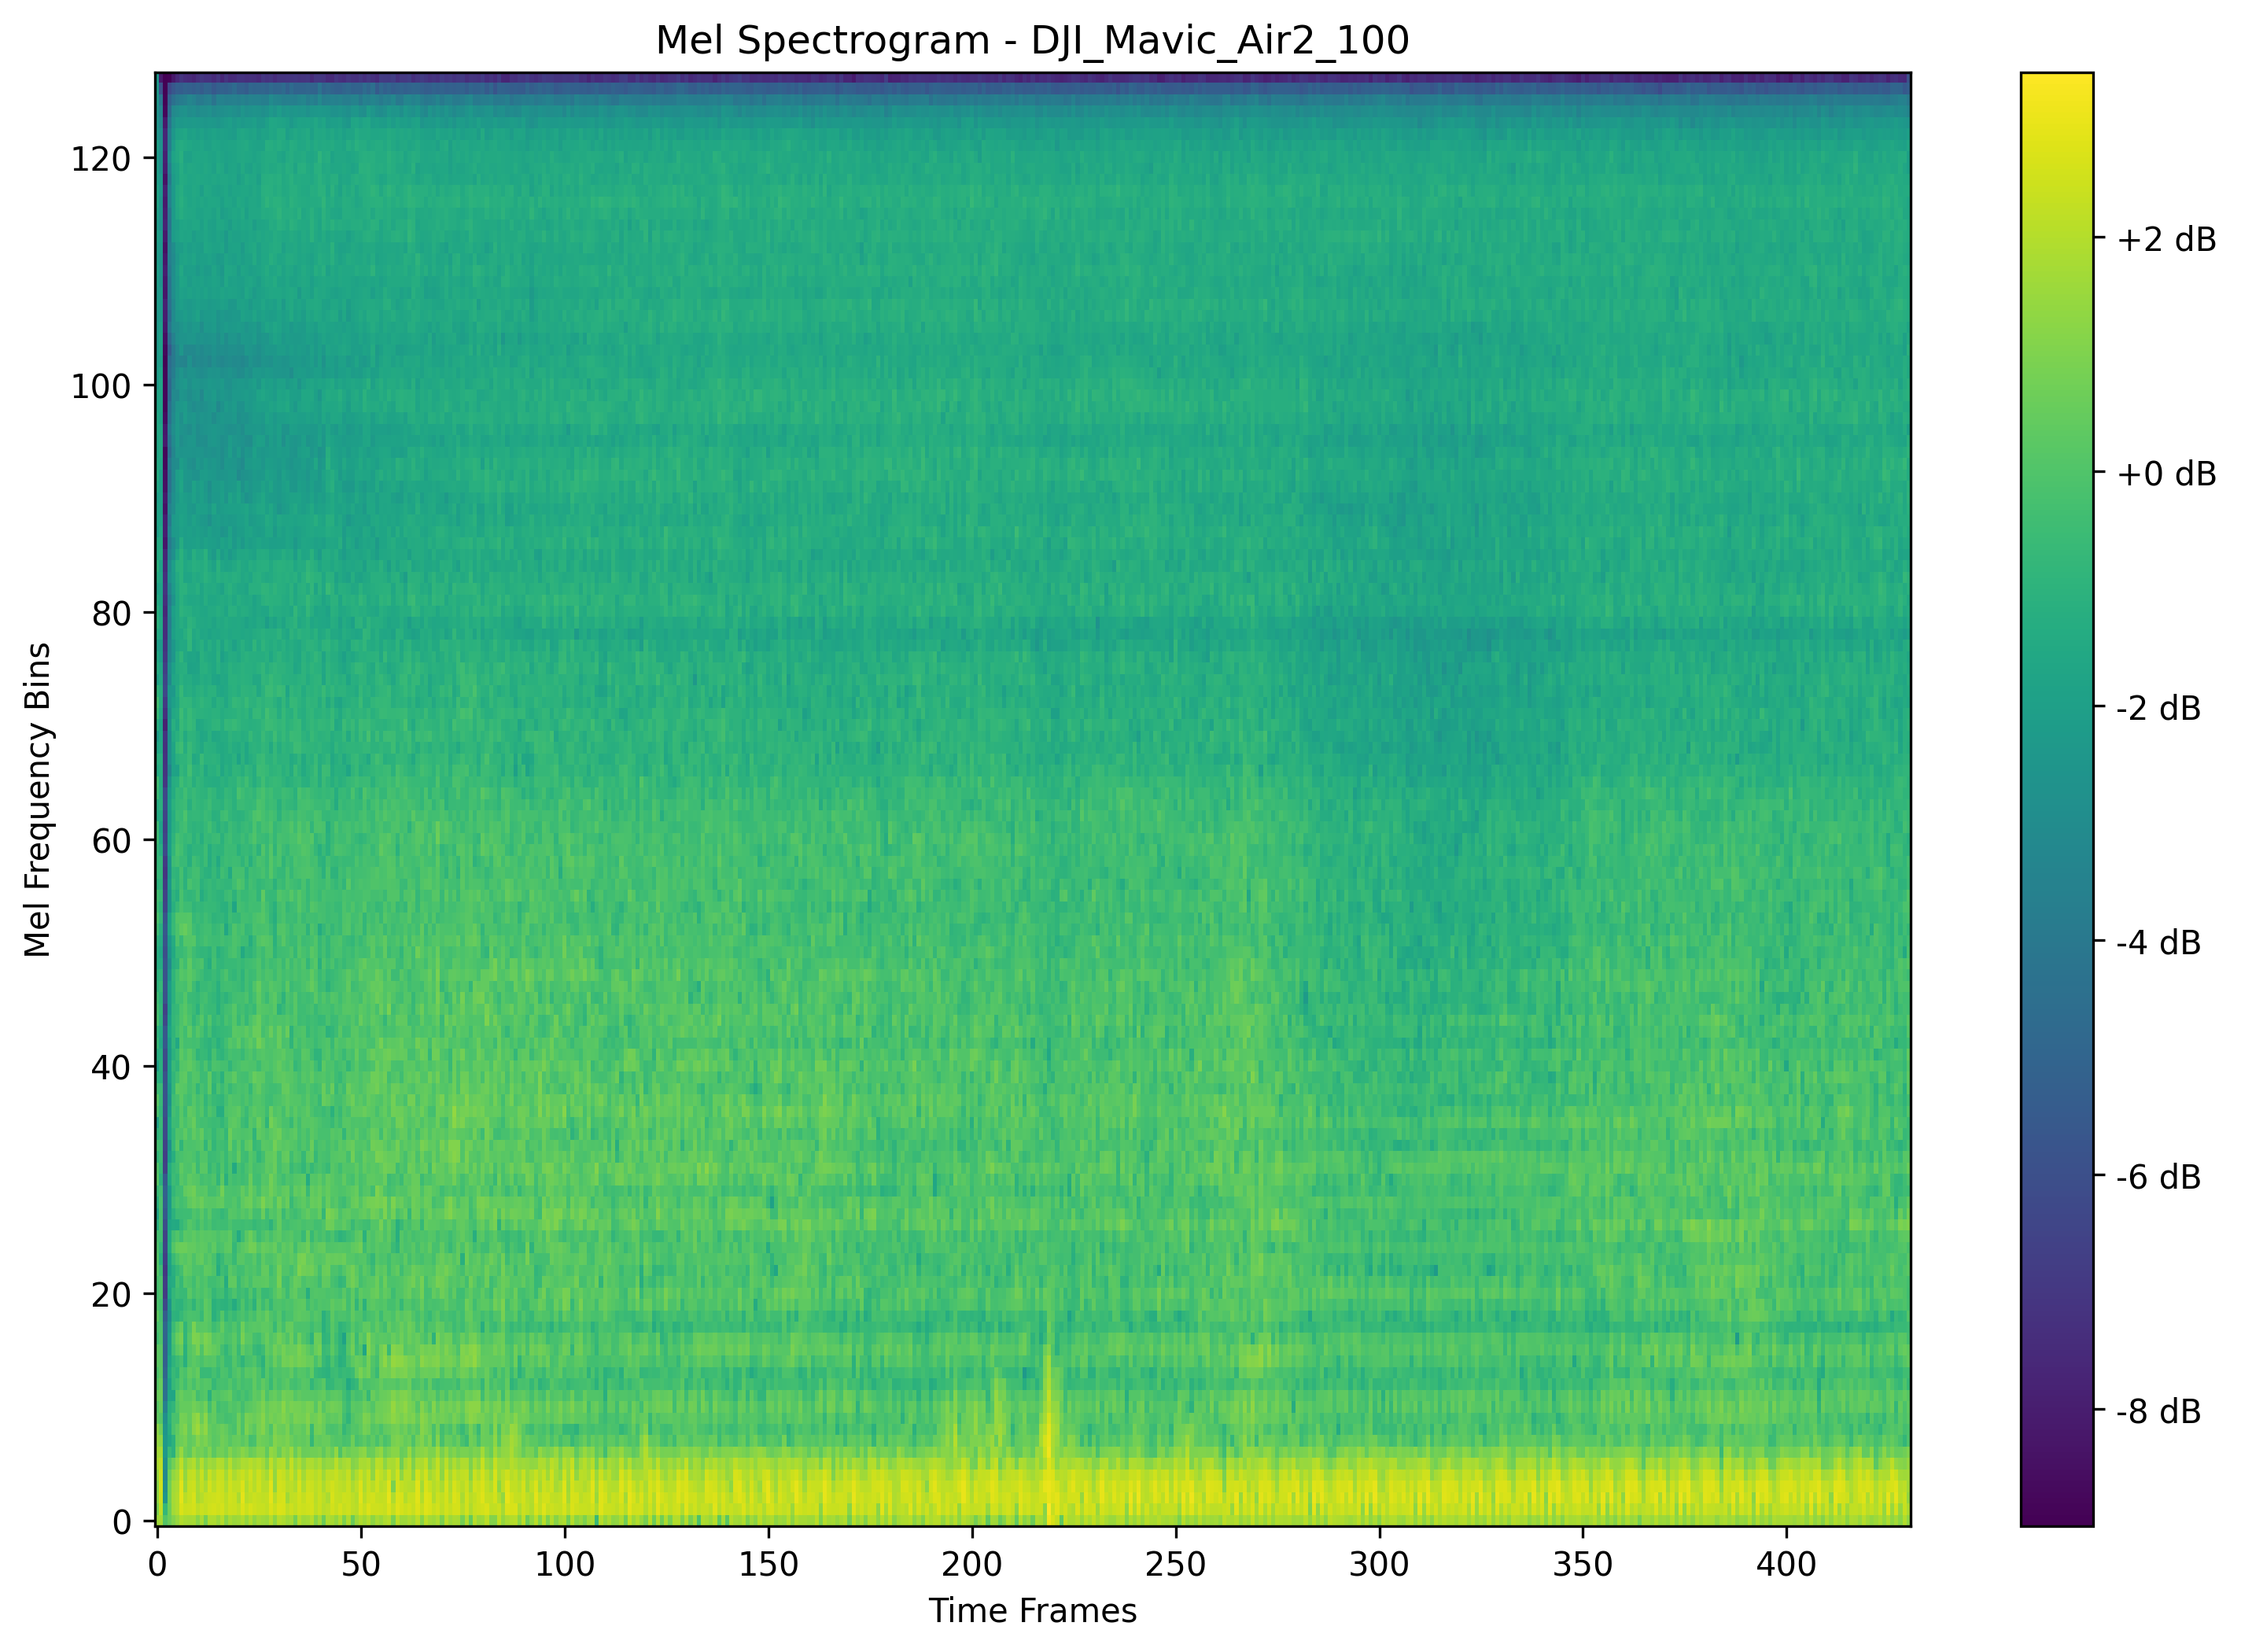 Mel Spectrogram - DJI_Mavic_Air2_100
Mel Frequency Bins
120
100
80
60
40
20
0
0 50 100 150 200 250 300 350 400
Time Frames
+2 dB
+0 dB
-2 dB
-4 dB
-6 dB
-8 dB